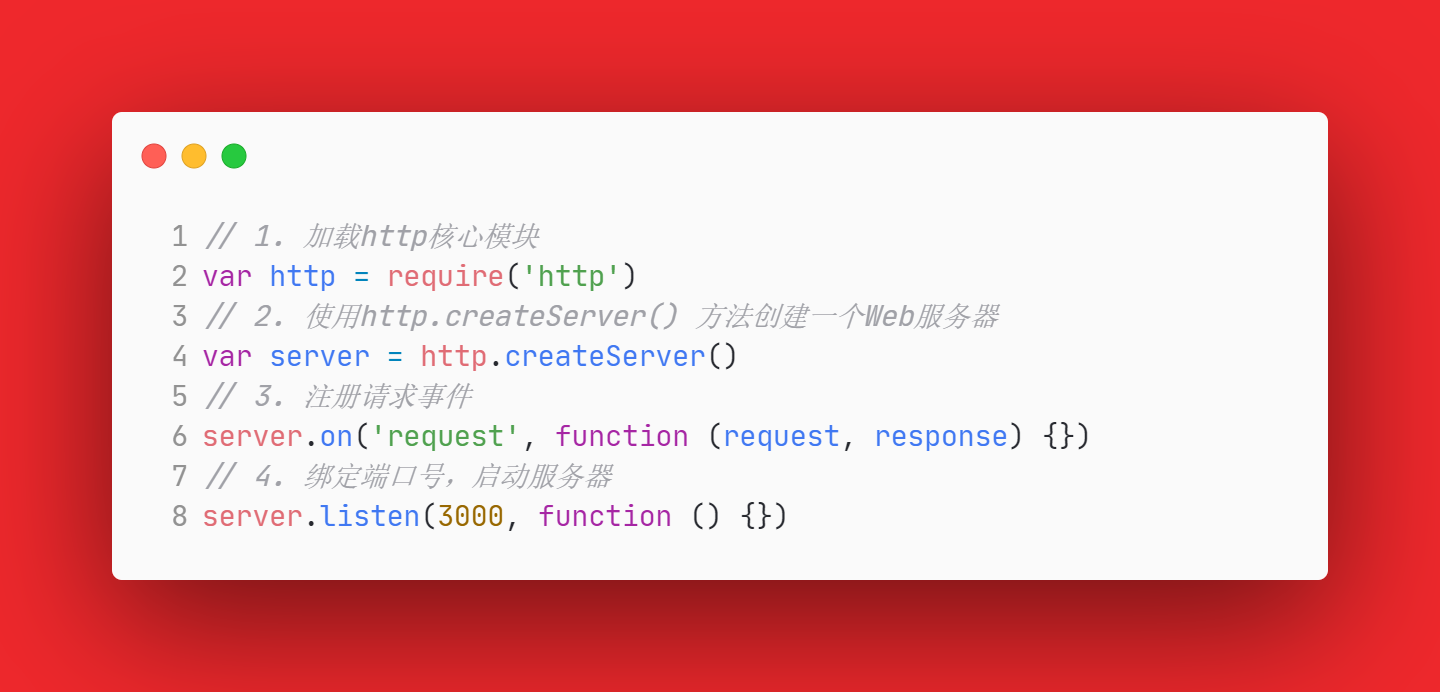 1 // 1. 加载http核心模块
2 var http = require('http')
3 // 2. 使用http.createServer() 方法创建一个Web服务器
4 var server = http.createServer()
5 // 3. 注册请求事件
6 server.on('request', function (request, response) {})
7 // 4. 绑定端口号，启动服务器
8 server.listen(3000, function () {})